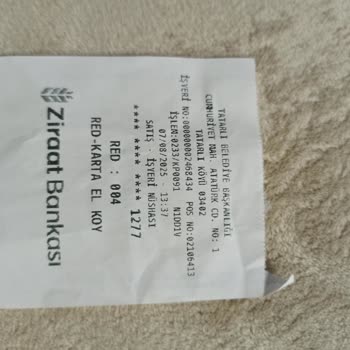 TATARLI BELEDİYE BAŞKANLIĞI
CUMHURİYET MAH. ATATÜRK CD. NO: 1
TATARLI KÖYÜ 03402
İŞYERİ NO:000000002468434 POS NO:02106413
İŞLEM:0233/KP0091 N10D1V
07/08/2025 - 13:37
SATIŞ - İŞYERİ NÜSHASI
**** **** **** 1277
RED : 004
RED-KARTA EL KOY
Ziraat Bankası